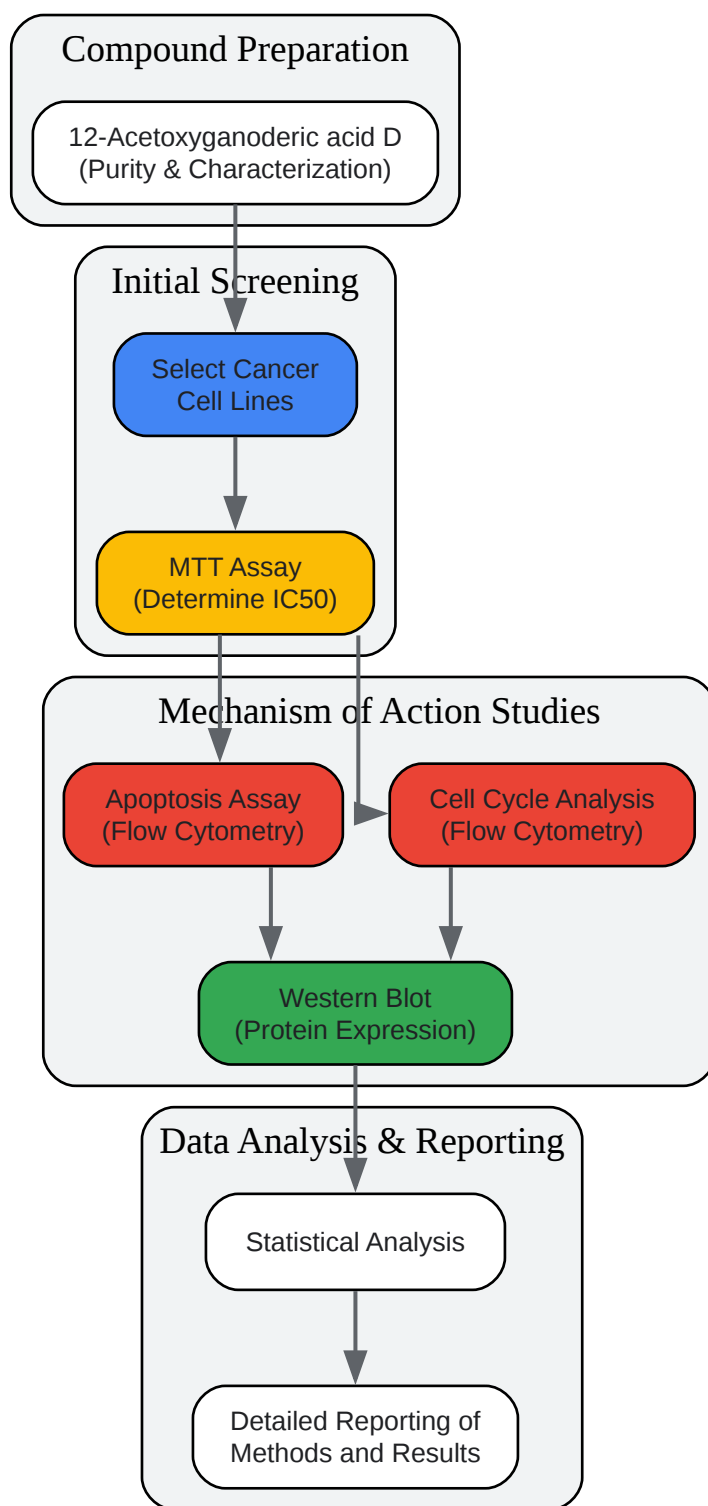 Compound Preparation
12-Acetoxyganoderic acid D
(Purity & Characterization)
Initial Screening
Select Cancer
Cell Lines
MTT Assay
(Determine IC50)
Mechanism of Action Studies
Apoptosis Assay
(Flow Cytometry)
Cell Cycle Analysis
(Flow Cytometry)
Western Blot
(Protein Expression)
Data Analysis & Reporting
Statistical Analysis
Detailed Reporting of
Methods and Results